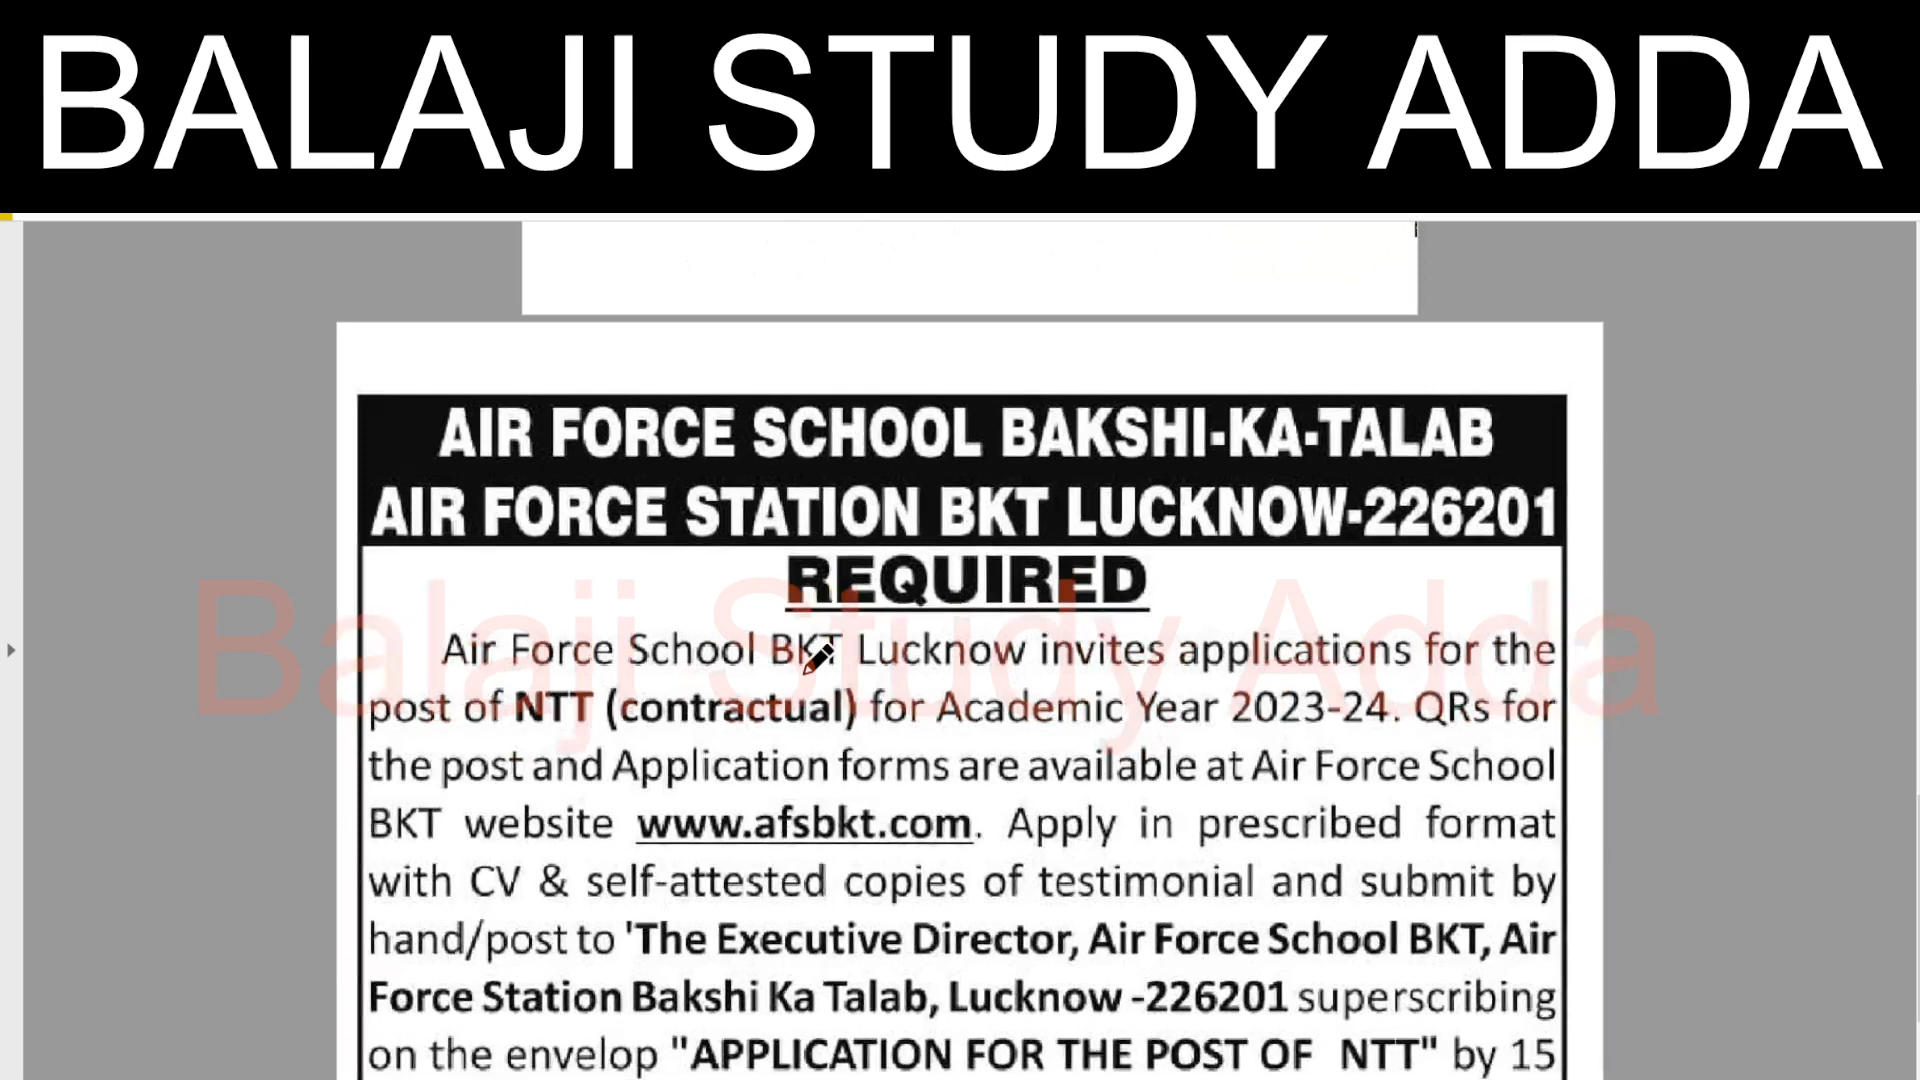 BALAJI STUDY ADDA
AIR FORCE SCHOOL BAKSHI-KA-TALAB
AIR FORCE STATION BKT LUCKNOW-226201
REQUIRED
Balaji Study Adda
Air Force School BKT Lucknow invites applications for the
post of NTT (contractual) for Academic Year 2023-24. QRs for
the post and Application forms are available at Air Force School
BKT website www.afsbkt.com. Apply in prescribed format
with CV & self-attested copies of testimonial and submit by
hand/post to 'The Executive Director, Air Force School BKT, Air
Force Station Bakshi Ka Talab, Lucknow -226201 superscribing
on the envelop "APPLICATION FOR THE POST OF NTT" by 15